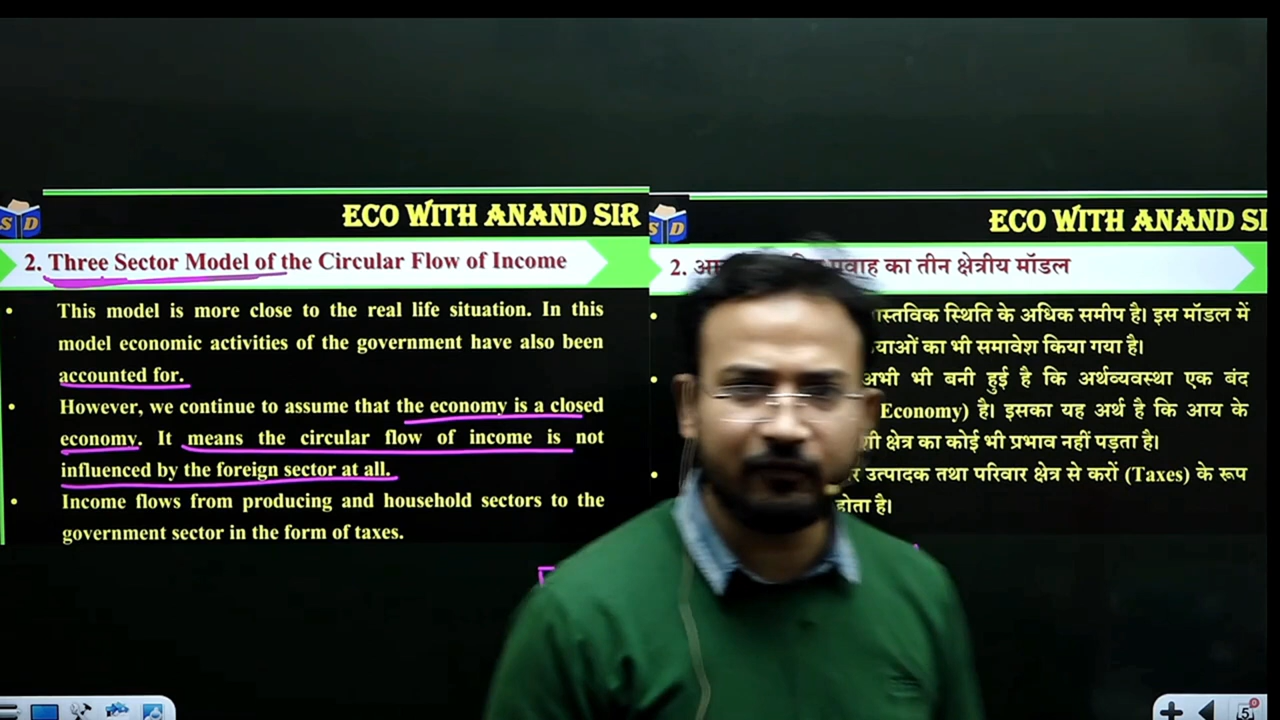 ECO WITH ANAND SIR
S D
2. Three Sector Model of the Circular Flow of Income
• This model is more close to the real life situation. In this
model economic activities of the government have also been
accounted for.
• However, we continue to assume that the economy is a closed
economy. It means the circular flow of income is not
influenced by the foreign sector at all.
• Income flows from producing and household sectors to the
government sector in the form of taxes.
ECO WITH ANAND SI
S D
2. का तीन क्षेत्रीय मॉडल
स्थिति के अधिक समीप है। इस मॉडल में
का भी समावेश किया गया है।
अभी भी बनी हुई है कि अर्थव्यवस्था एक बंद
Economy) है। इसका यह अर्थ है कि आय के
क्षेत्र का कोई भी प्रभाव नहीं पड़ता है।
उत्पादक तथा परिवार क्षेत्र से करों (Taxes) के रूप
होता है।
5